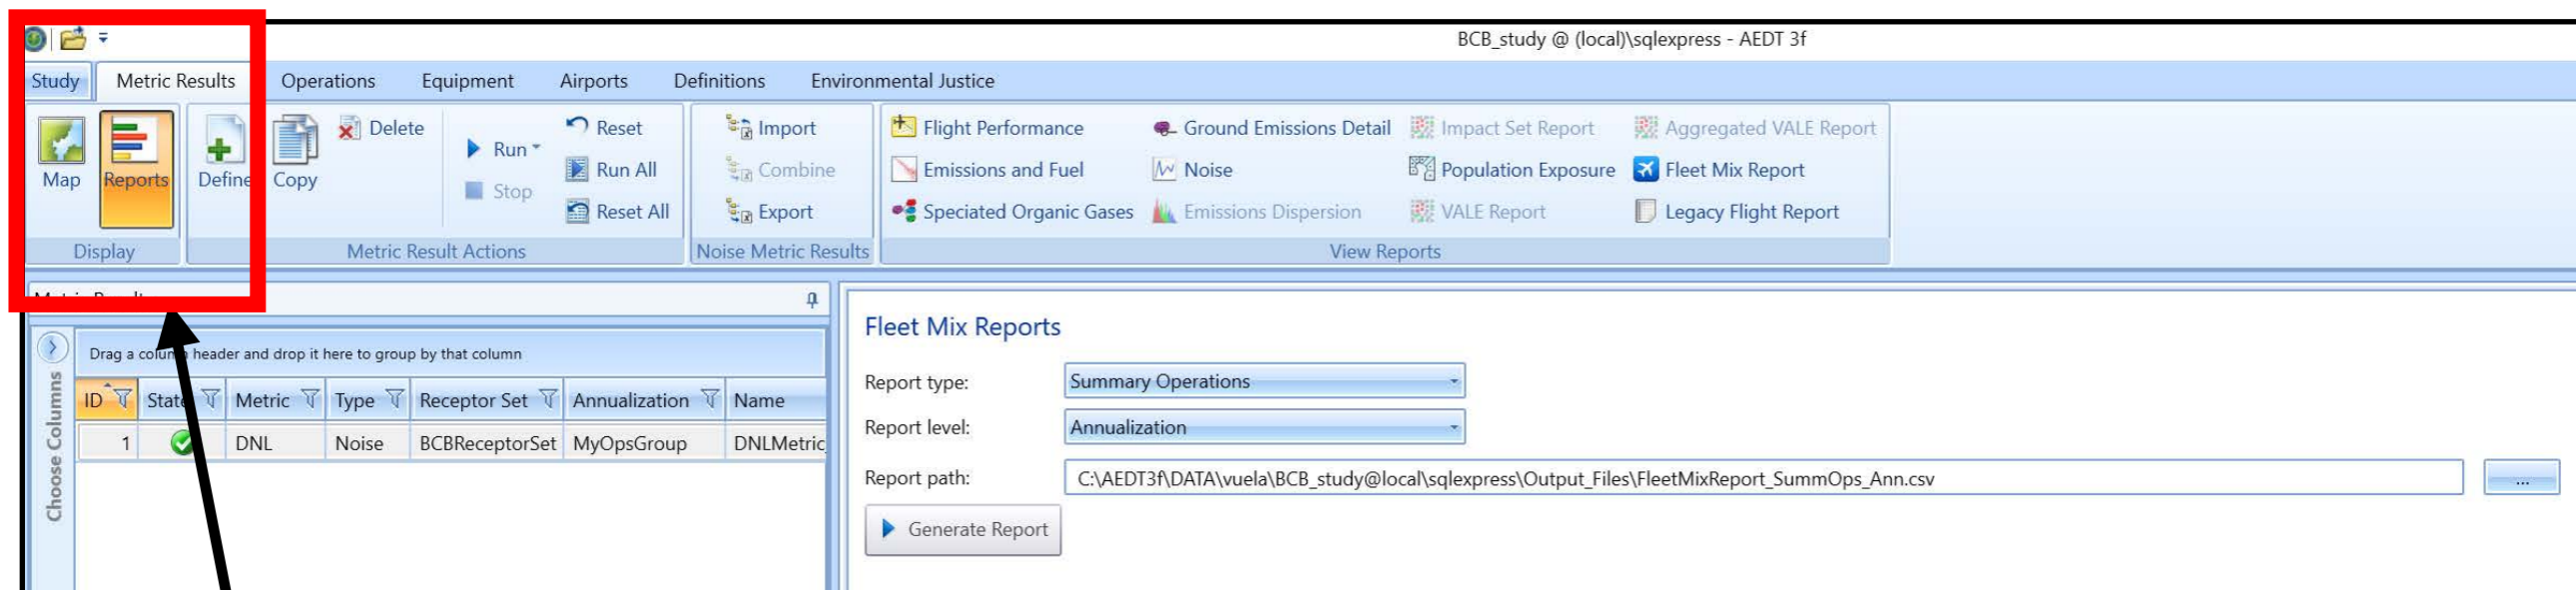 BCB_study @ (local)\sqlexpress - AEDT 3f
Study Metric Results Operations Equipment Airports Definitions Environmental Justice
Map Reports Define Copy Delete Run Stop Reset Run All Reset All
Import Combine Export
Flight Performance Ground Emissions Detail Impact Set Report Aggregated VALE Report
Emissions and Fuel Noise Population Exposure Fleet Mix Report
Speciated Organic Gases Emissions Dispersion VALE Report Legacy Flight Report
Display Metric Result Actions Noise Metric Results View Reports
Drag a column header and drop it here to group by that column
Choose Columns
ID State Metric Type Receptor Set Annualization Name
1 DNL Noise BCBReceptorSet MyOpsGroup DNLMetric
Fleet Mix Reports
Report type: Summary Operations
Report level: Annualization
Report path: C:\AEDT3f\DATA\vuela\BCB_study@local\sqlexpress\Output_Files\FleetMixReport_SummOps_Ann.csv ...
Generate Report